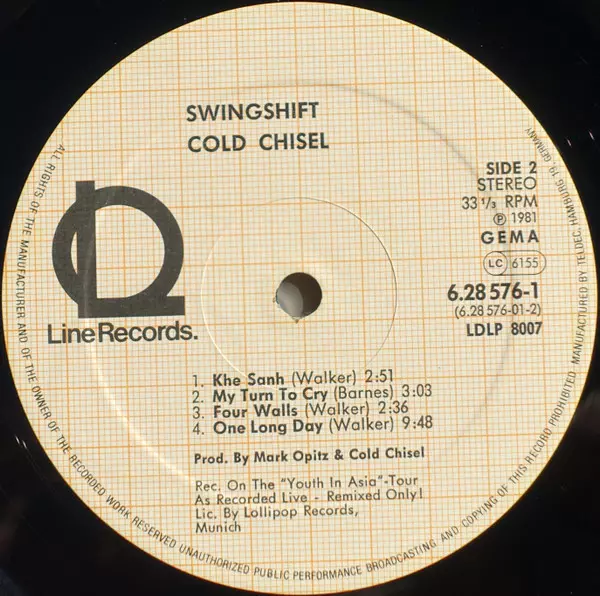 SWINGSHIFT
COLD CHISEL
SIDE 2
STEREO
33 1/3 RPM
Ⓟ 1981
GEMA
LC 6155
6.28 576-1
(6.28 576-01-2)
LDLP 8007
Line Records.
1. Khe Sanh (Walker) 2:51
2. My Turn To Cry (Barnes) 3:03
3. Four Walls (Walker) 2:36
4. One Long Day (Walker) 9:48
Prod. By Mark Opitz & Cold Chisel
Rec. On The "Youth In Asia"-Tour
As Recorded Live - Remixed Only!
Lic. By Lollipop Records,
Munich
ALL RIGHTS OF THE MANUFACTURER AND OF THE OWNER OF THE RECORDED WORK RESERVED UNAUTHORIZED PUBLIC PERFORMANCE BROADCASTING AND COPYING OF THIS RECORD PROHIBITED MANUFACTURED BY TELDEC, HAMBURG 19, GERMANY